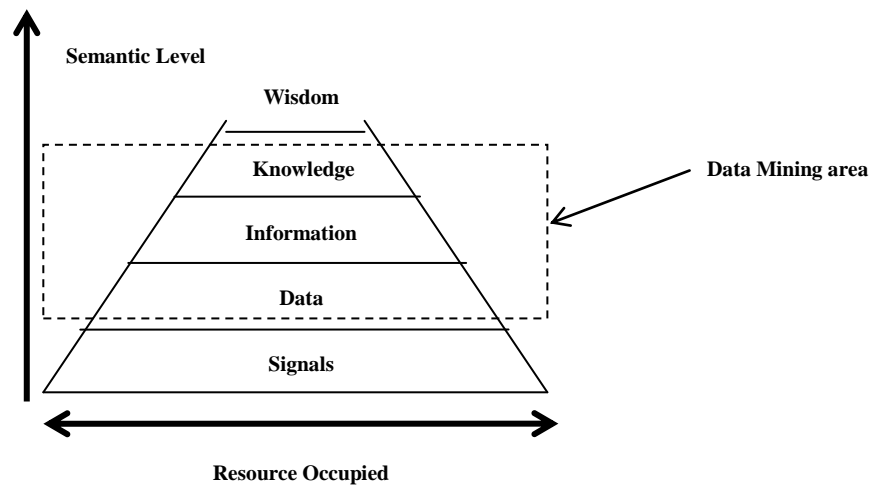 Semantic Level
Wisdom
Knowledge
Data Mining area
Information
Data
Signals
Resource Occupied